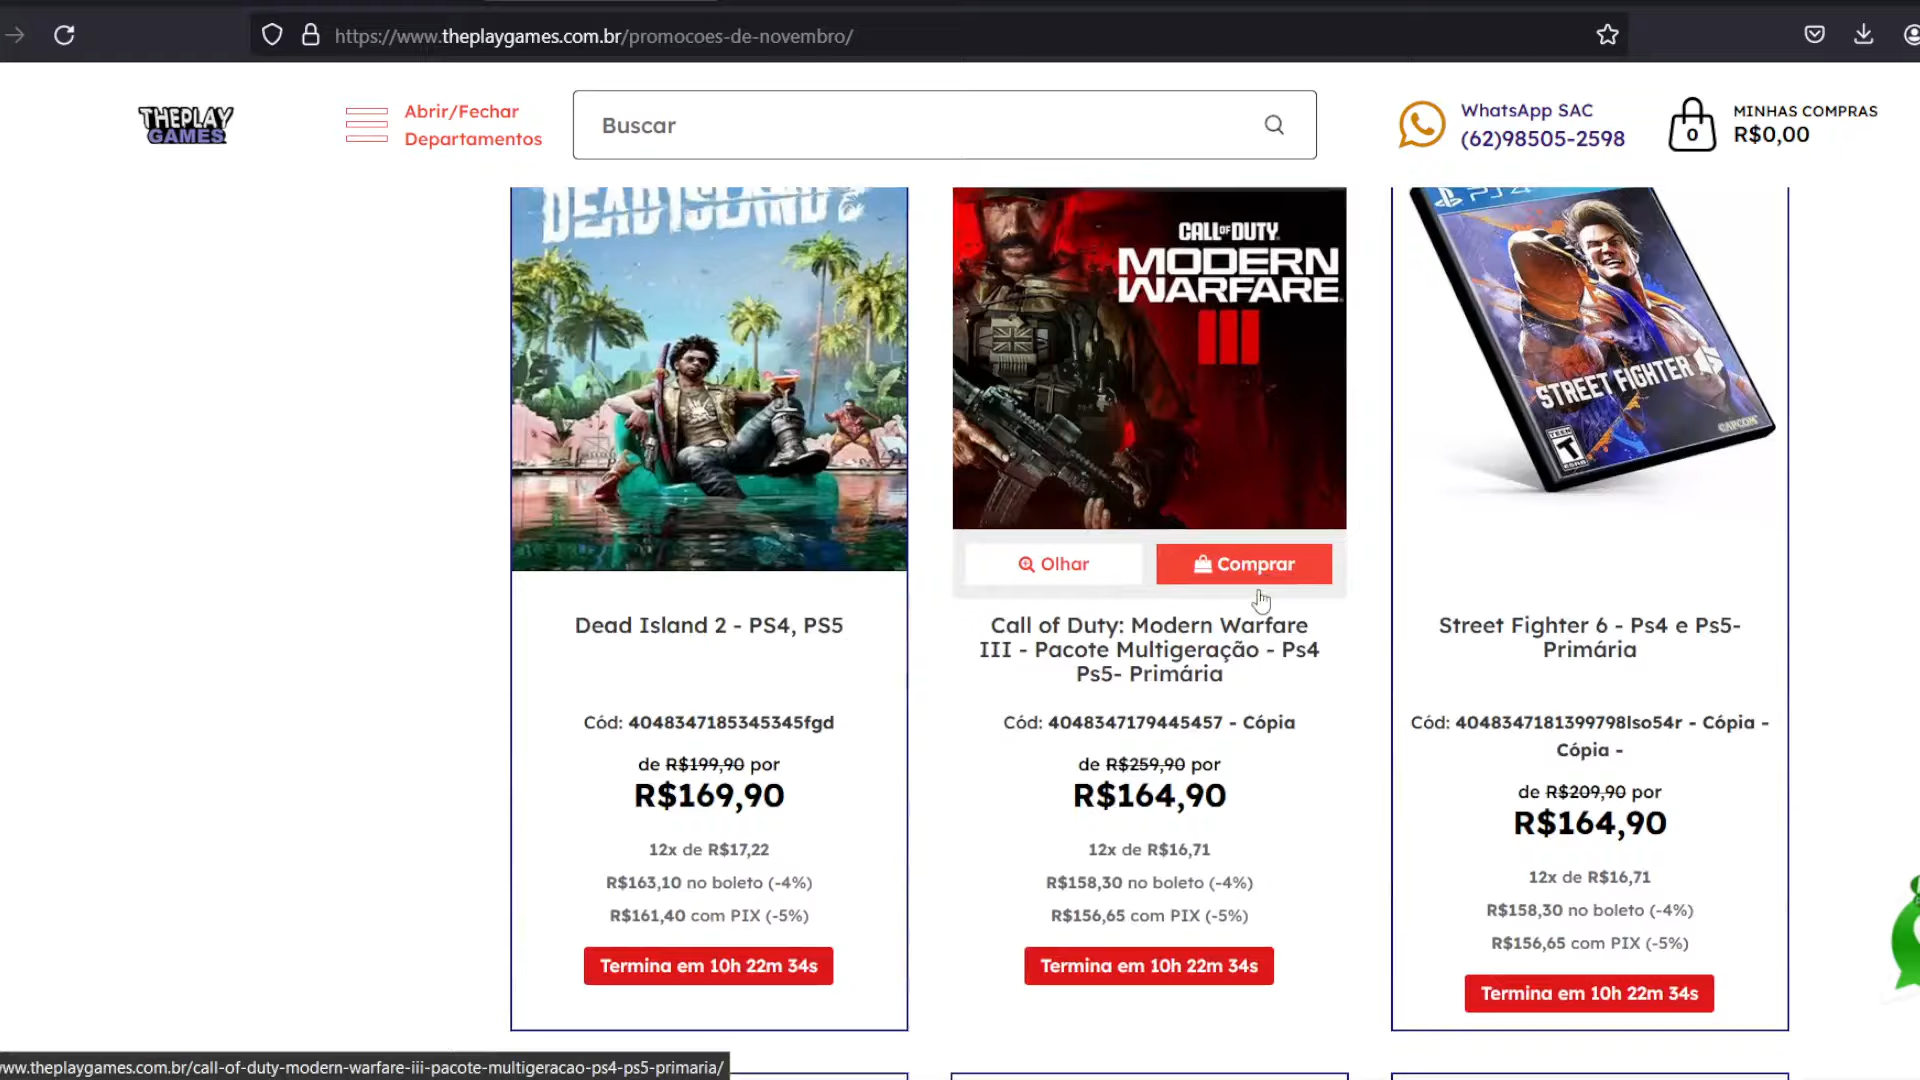 https://www.theplaygames.com.br/promocoes-de-novembro/
THEPLAY
GAMES
Abrir/Fechar
Departamentos
Buscar
WhatsApp SAC
(62)98505-2598
0
MINHAS COMPRAS
R$0,00
DEAD ISLAND 2
CALL OF DUTY
MODERN
WARFARE
III
PS4
STREET FIGHTER 6
CAPCOM
TEEN
T
ESRB
Olhar
Comprar
Dead Island 2 - PS4, PS5
Cód: 4048347185345345fgd
de R$199,90 por
R$169,90
12x de R$17,22
R$163,10 no boleto (-4%)
R$161,40 com PIX (-5%)
Termina em 10h 22m 34s
Call of Duty: Modern Warfare
III - Pacote Multigeração - Ps4
Ps5- Primária
Cód: 4048347179445457 - Cópia
de R$259,90 por
R$164,90
12x de R$16,71
R$158,30 no boleto (-4%)
R$156,65 com PIX (-5%)
Termina em 10h 22m 34s
Street Fighter 6 - Ps4 e Ps5-
Primária
Cód: 4048347181399798lso54r - Cópia -
Cópia -
de R$209,90 por
R$164,90
12x de R$16,71
R$158,30 no boleto (-4%)
R$156,65 com PIX (-5%)
Termina em 10h 22m 34s
www.theplaygames.com.br/call-of-duty-modern-warfare-iii-pacote-multigeracao-ps4-ps5-primaria/